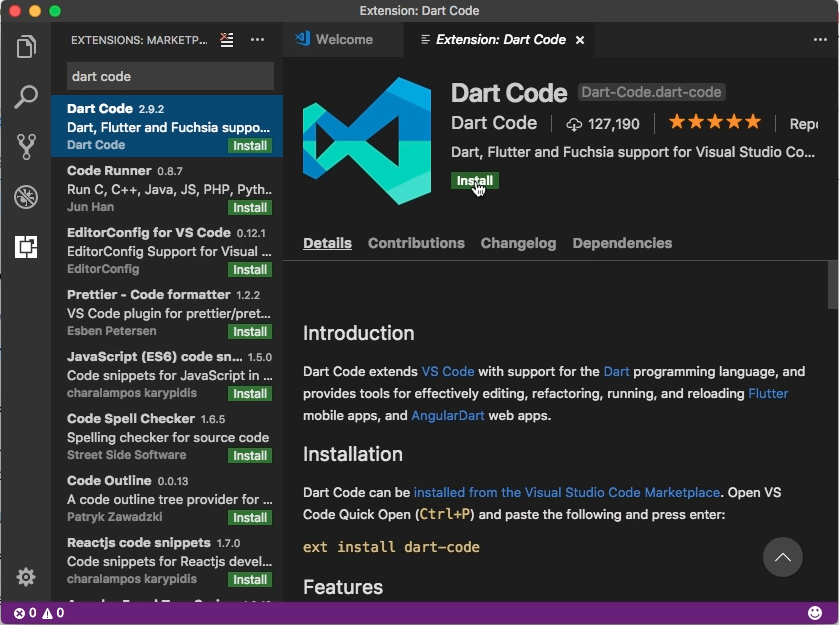 Extension: Dart Code
EXTENSIONS: MARKETP...
Welcome
Extension: Dart Code
dart code
Dart Code 2.9.2
Dart, Flutter and Fuchsia suppo...
Dart Code Install
Code Runner 0.8.7
Run C, C++, Java, JS, PHP, Pyth...
Jun Han Install
EditorConfig for VS Code 0.12.1
EditorConfig Support for Visual ...
EditorConfig Install
Prettier - Code formatter 1.2.2
VS Code plugin for prettier/pret...
Esben Petersen Install
JavaScript (ES6) code sn... 1.5.0
Code snippets for JavaScript in ...
charalampos karypidis Install
Code Spell Checker 1.6.5
Spelling checker for source code
Street Side Software Install
Code Outline 0.0.13
A code outline tree provider for ...
Patryk Zawadzki Install
Reactjs code snippets 1.7.0
Code snippets for Reactjs devel...
charalampos karypidis Install
Dart Code Dart-Code.dart-code
Dart Code 127,190 Repo
Dart, Flutter and Fuchsia support for Visual Studio Co...
Install
Details Contributions Changelog Dependencies
Introduction
Dart Code extends VS Code with support for the Dart programming language, and
provides tools for effectively editing, refactoring, running, and reloading Flutter
mobile apps, and AngularDart web apps.
Installation
Dart Code can be installed from the Visual Studio Code Marketplace. Open VS
Code Quick Open (Ctrl+P) and paste the following and press enter:
ext install dart-code
Features
0 0